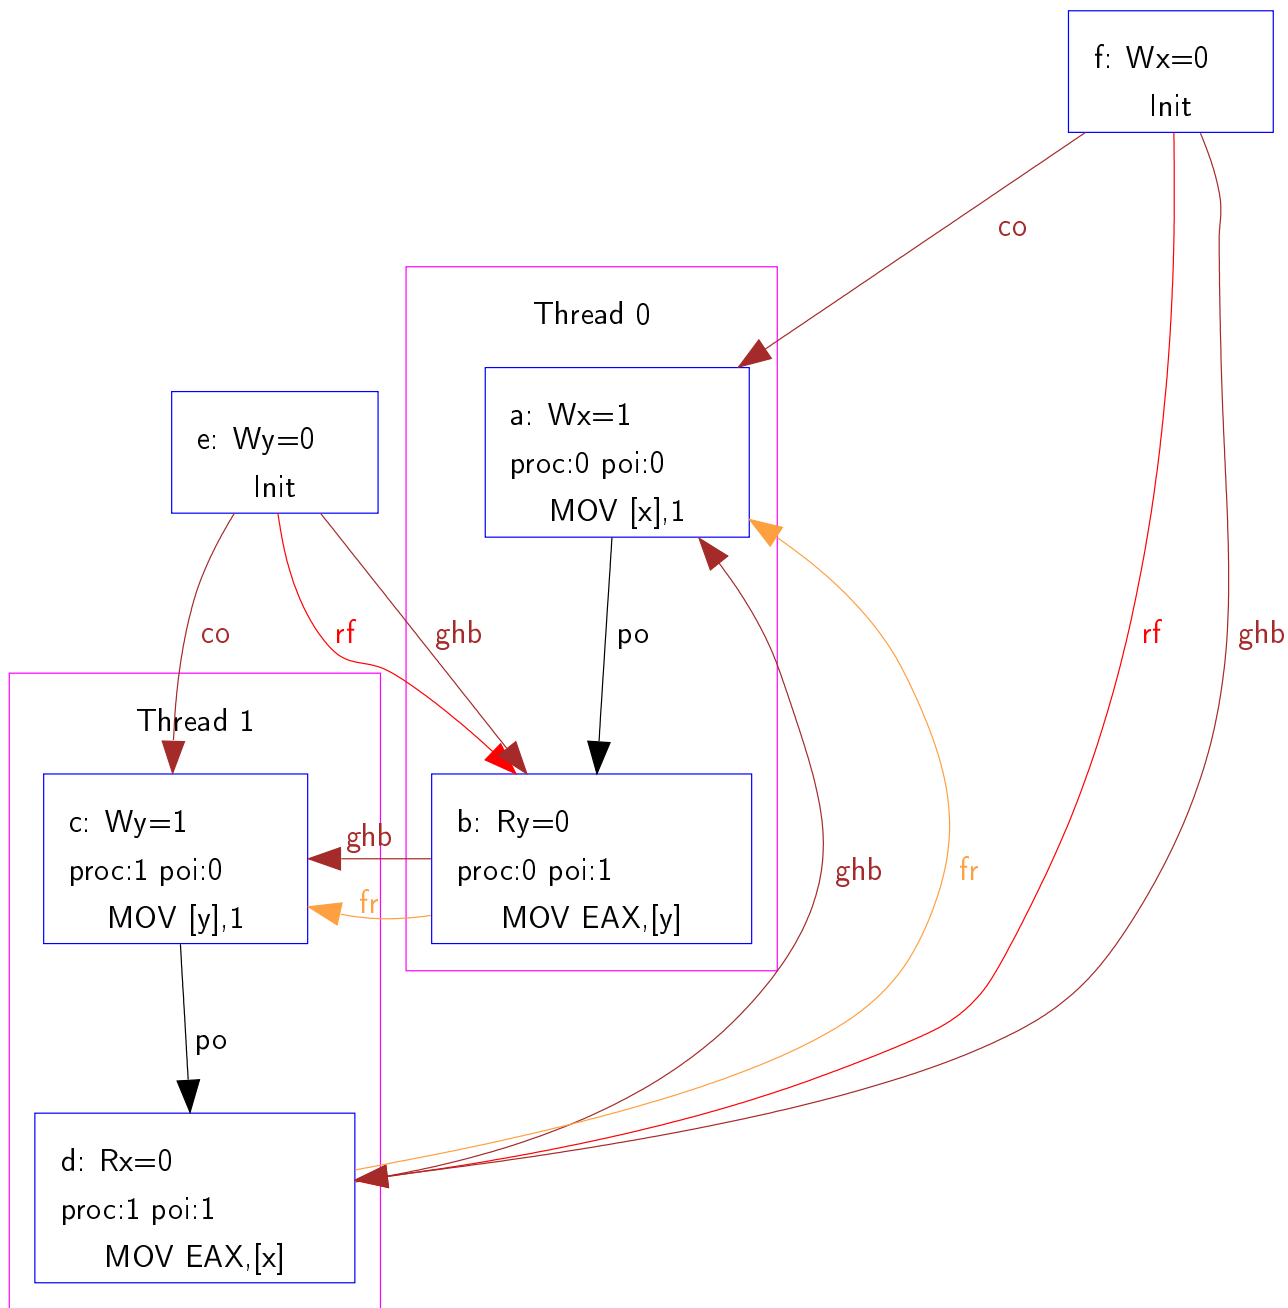 f: Wx=0
Init
co
Thread 0
a: Wx=1
proc:0 poi:0
MOV [x],1
e: Wy=0
Init
co
rf
ghb
po
rf
ghb
Thread 1
c: Wy=1
proc:1 poi:0
MOV [y],1
ghb
fr
b: Ry=0
proc:0 poi:1
MOV EAX,[y]
ghb
fr
po
d: Rx=0
proc:1 poi:1
MOV EAX,[x]